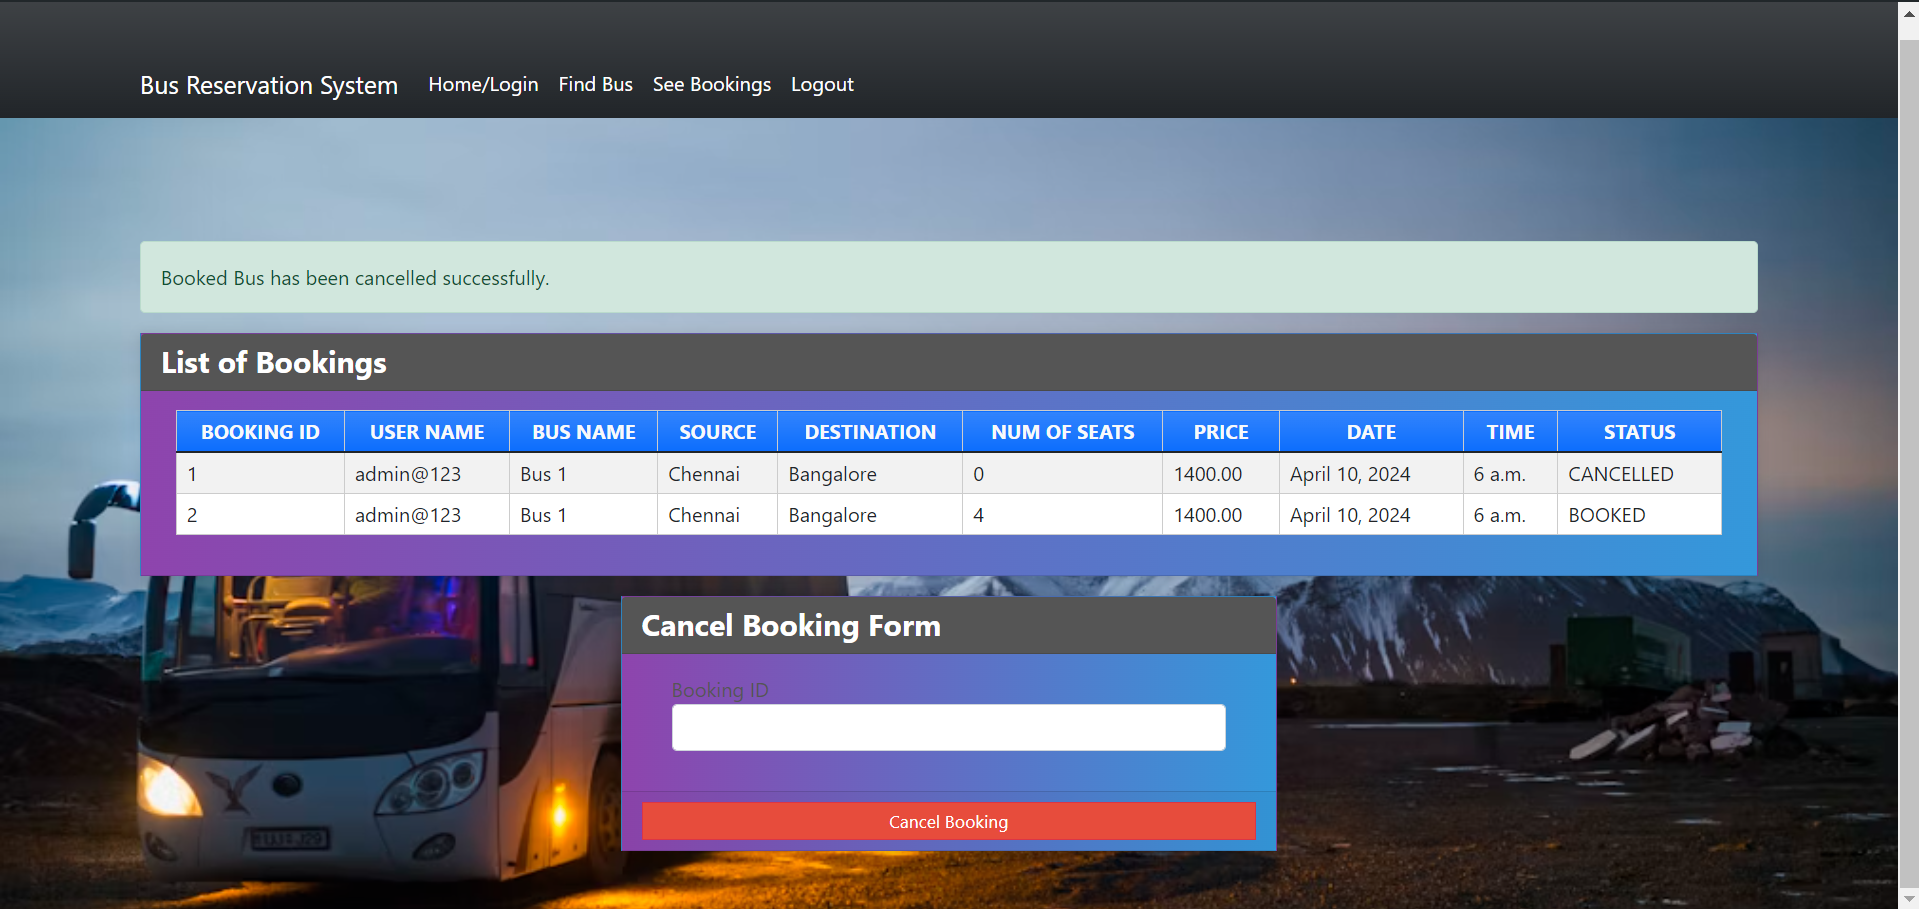 Bus Reservation System Home/Login Find Bus See Bookings Logout
Booked Bus has been cancelled successfully.
List of Bookings
BOOKING ID USER NAME BUS NAME SOURCE DESTINATION NUM OF SEATS PRICE DATE TIME STATUS
1 admin@123 Bus 1 Chennai Bangalore 0 1400.00 April 10, 2024 6 a.m. CANCELLED
2 admin@123 Bus 1 Chennai Bangalore 4 1400.00 April 10, 2024 6 a.m. BOOKED
Cancel Booking Form
Booking ID
Cancel Booking